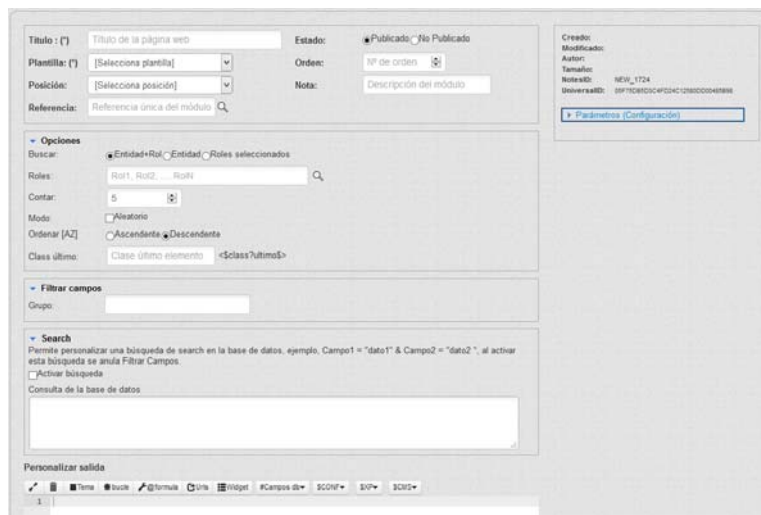 Título : (*) Título de la página web Estado: Publicado No Publicado
Plantilla: (*) [Selecciona plantilla] Orden: Nº de orden
Posición: [Selecciona posición] Nota: Descripción del módulo
Referencia: Referencia única del módulo
Creado:
Modificado:
Autor:
Tamaño:
NotesID: NEW_1724
UniversalID:
Parámetros (Configuración)
Opciones
Buscar: Entidad+Rol Entidad Roles seleccionados
Roles: Rol1, Rol2, ... RolN
Contar: 5
Modo: Aleatorio
Ordenar [AZ] Ascendente Descendente
Class último: Clase último elemento <$class?ultimo$>
Filtrar campos
Grupo:
Search
Permite personalizar una búsqueda de search en la base de datos, ejemplo, Campo1 = "dato1" & Campo2 = "dato2 ", al activar
esta búsqueda se anula Filtrar Campos.
Activar búsqueda
Consulta de la base de datos
Personalizar salida
Tema bucle @formula Urls Widget #Campos db $CONF $XP $CMS
1